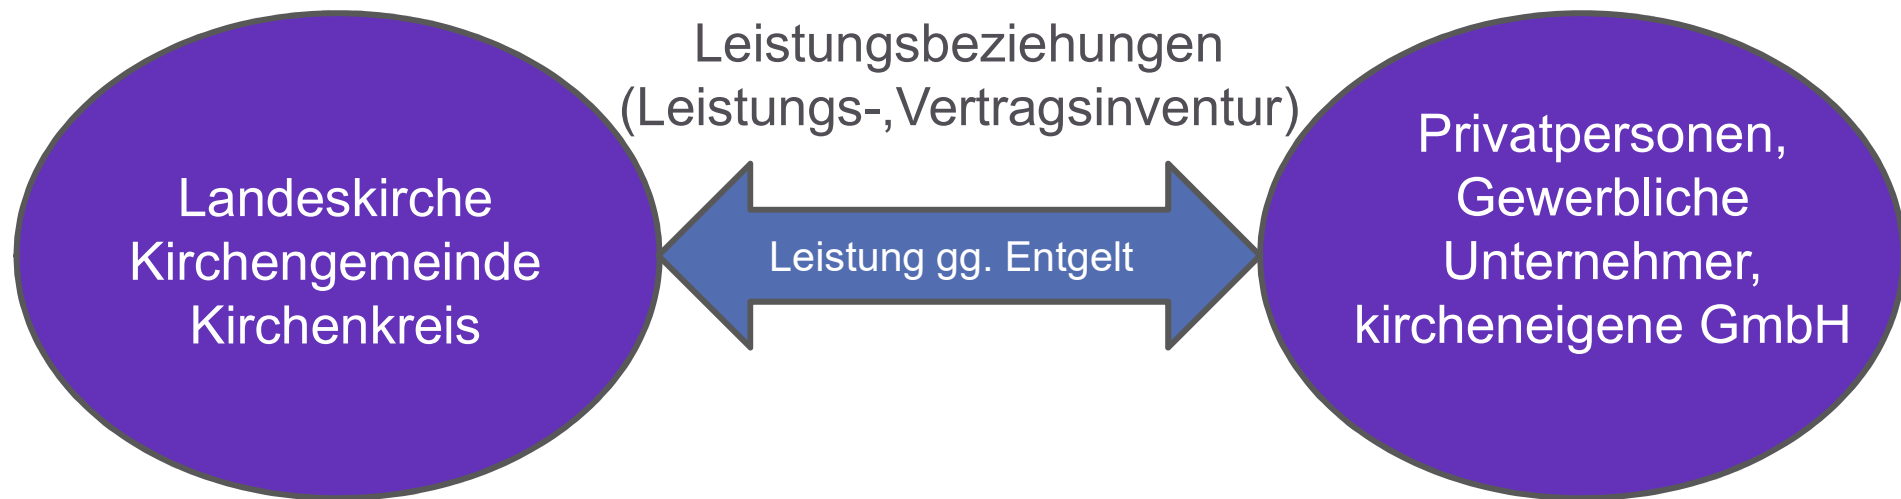 Leistungsbeziehungen
(Leistungs-,Vertragsinventur)
Landeskirche
Kirchengemeinde
Kirchenkreis
Leistung gg. Entgelt
Privatpersonen,
Gewerbliche
Unternehmer,
kircheneigene GmbH